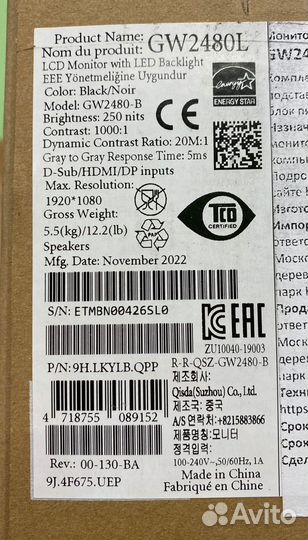 Product Name:
Nom du produit: GW2480L
LCD Monitor with LED Backlight
EEE Yönetmeliğine Uygundur
Color: Black/Noir
Model: GW2480-B
Brightness: 250 nits
Contrast: 1000:1
Dynamic Contrast Ratio: 20M:1
Gray to Gray Response Time: 5ms
D-Sub/HDMI/DP inputs
Max. Resolution:
1920*1080
Gross Weight:
5.5(kg)/12.2(lb)
Speakers
Mfg. Date: November 2022
ENERGY STAR
TCO
CERTIFIED
S/N: ETMBN00426SL0
EAC
ZU10040-19003
P/N: 9H.LKYLB.QPP
R-R-QSZ-GW2480-B
제조회사:
Qisda(Suzhou) Co., Ltd.
제조국: 중국
A/S 연락처: +8215883866
제품명칭: 모니터
정격입력:
100-240V~,50/60Hz, 1A
4 718755 089152
Rev.: 00-130-BA
9J.4F675.UEP
Made in China
Fabriqué en Chine
GW2480
Avito